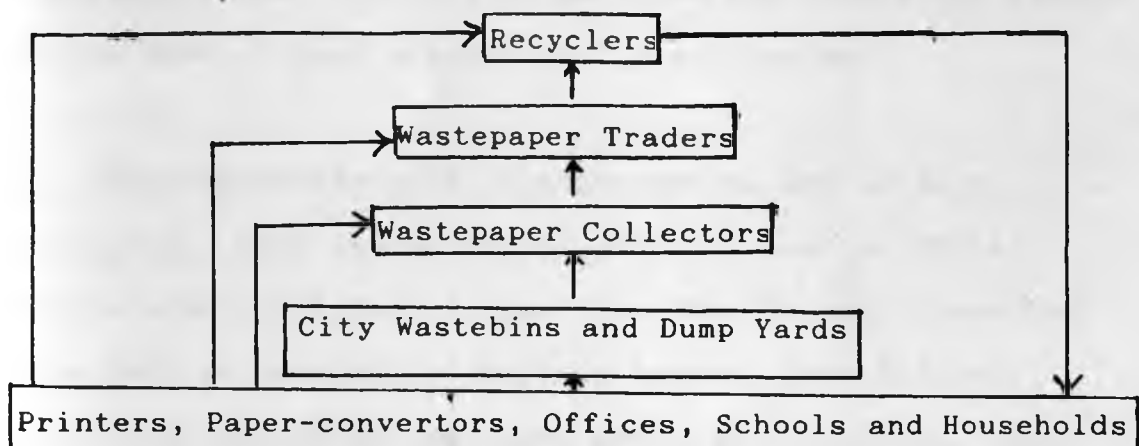 Recyclers
Wastepaper Traders
Wastepaper Collectors
City Wastebins and Dump Yards
Printers, Paper-convertors, Offices, Schools and Households